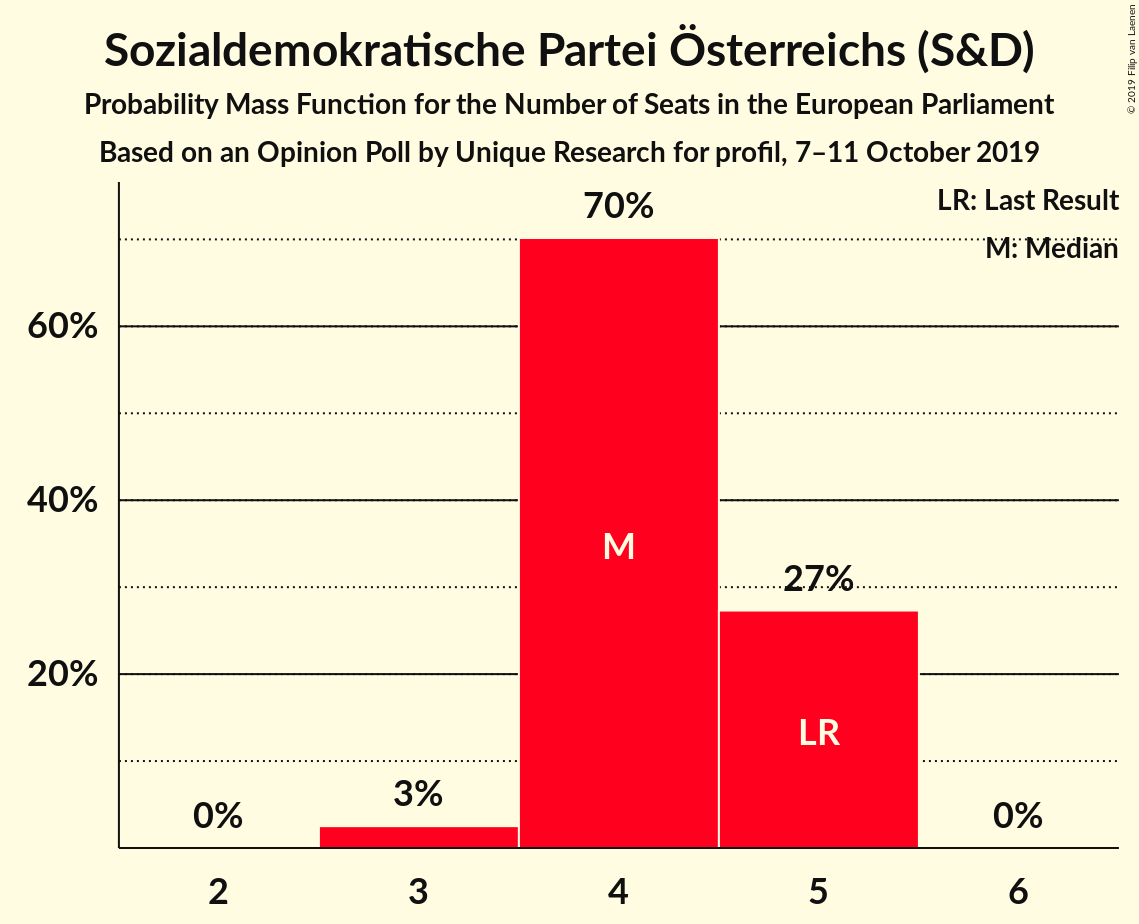 Sozialdemokratische Partei Österreichs (S&D)
Probability Mass Function for the Number of Seats in the European Parliament
Based on an Opinion Poll by Unique Research for profil, 7–11 October 2019
© 2019 Filip van Laenen
LR: Last Result
M: Median
70%
60%
40%
20%
M
27%
LR
3%
0%
0%
2
3
4
5
6